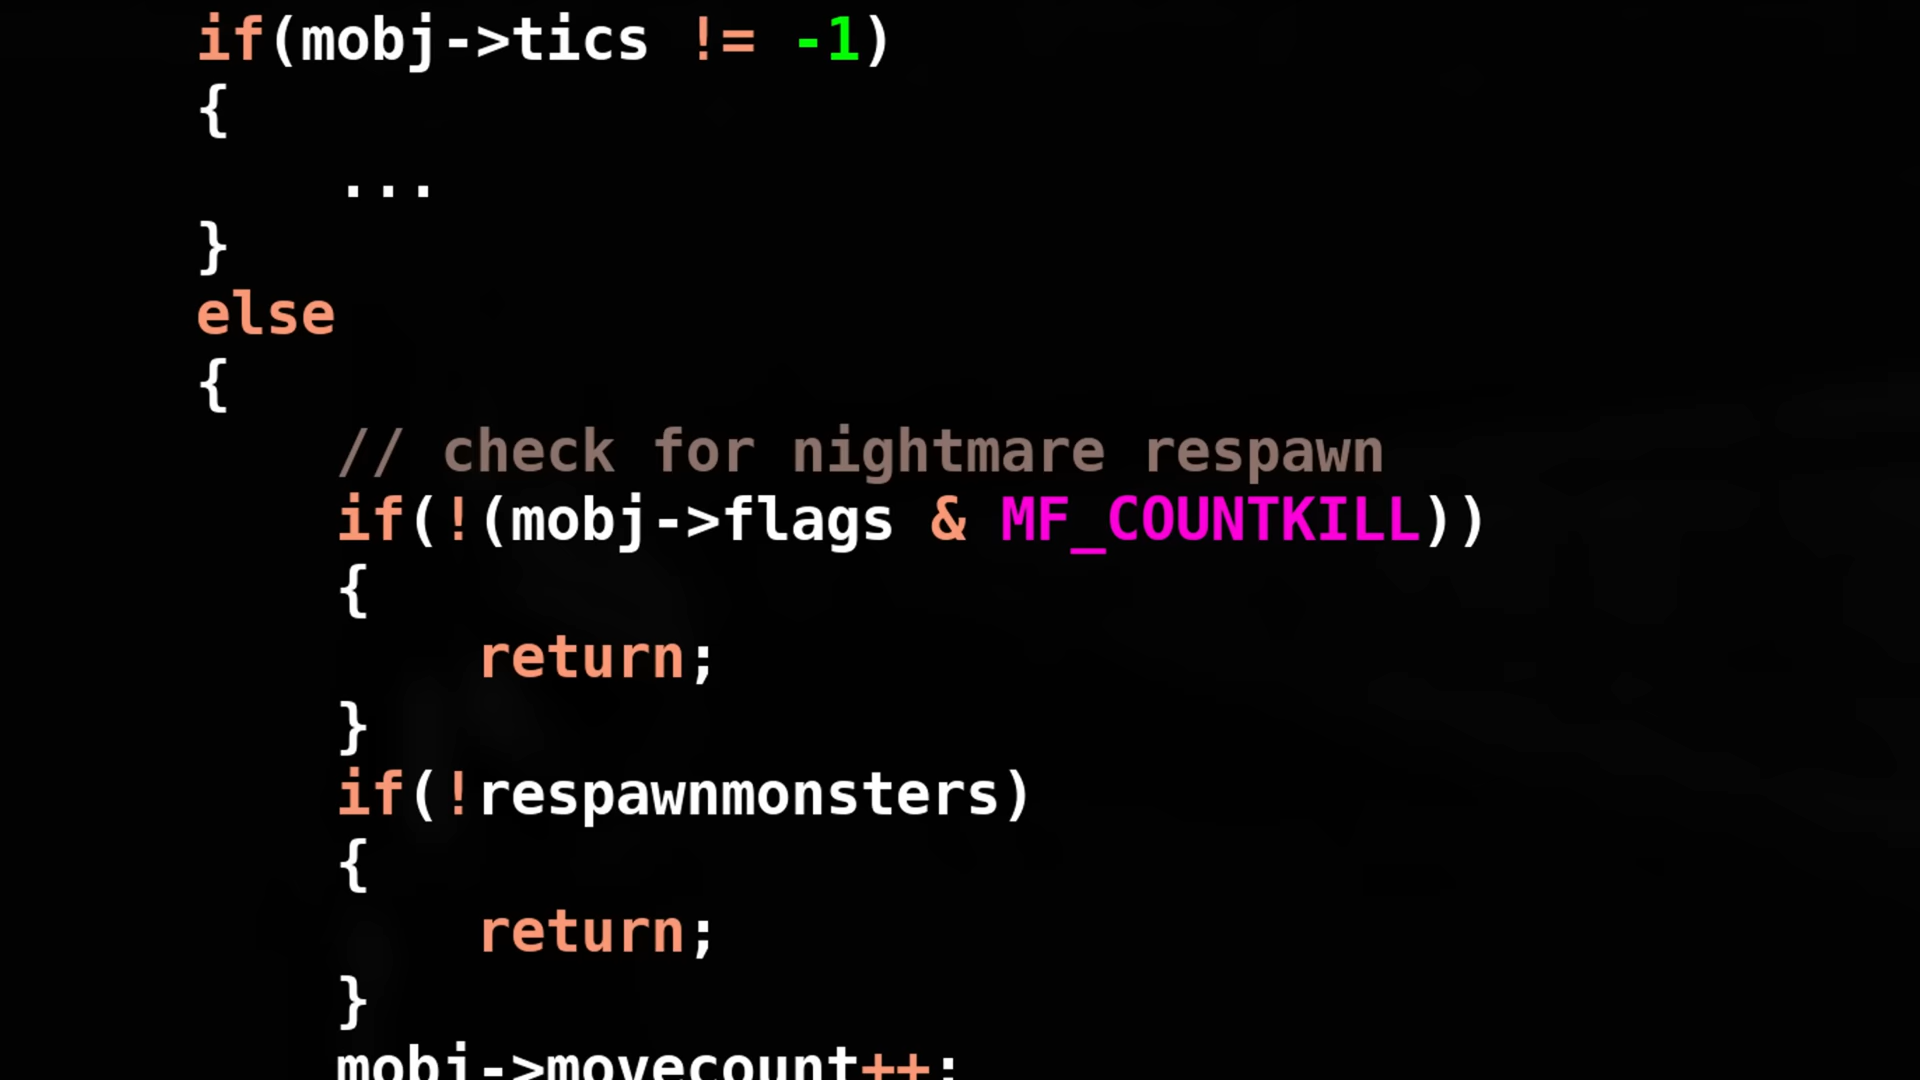 if(mobj->tics != -1)
{
...
}
else
{
// check for nightmare respawn
if(!(mobj->flags & MF_COUNTKILL))
{
return;
}
if(!respawnmonsters)
{
return;
}
mobj->movecount++;